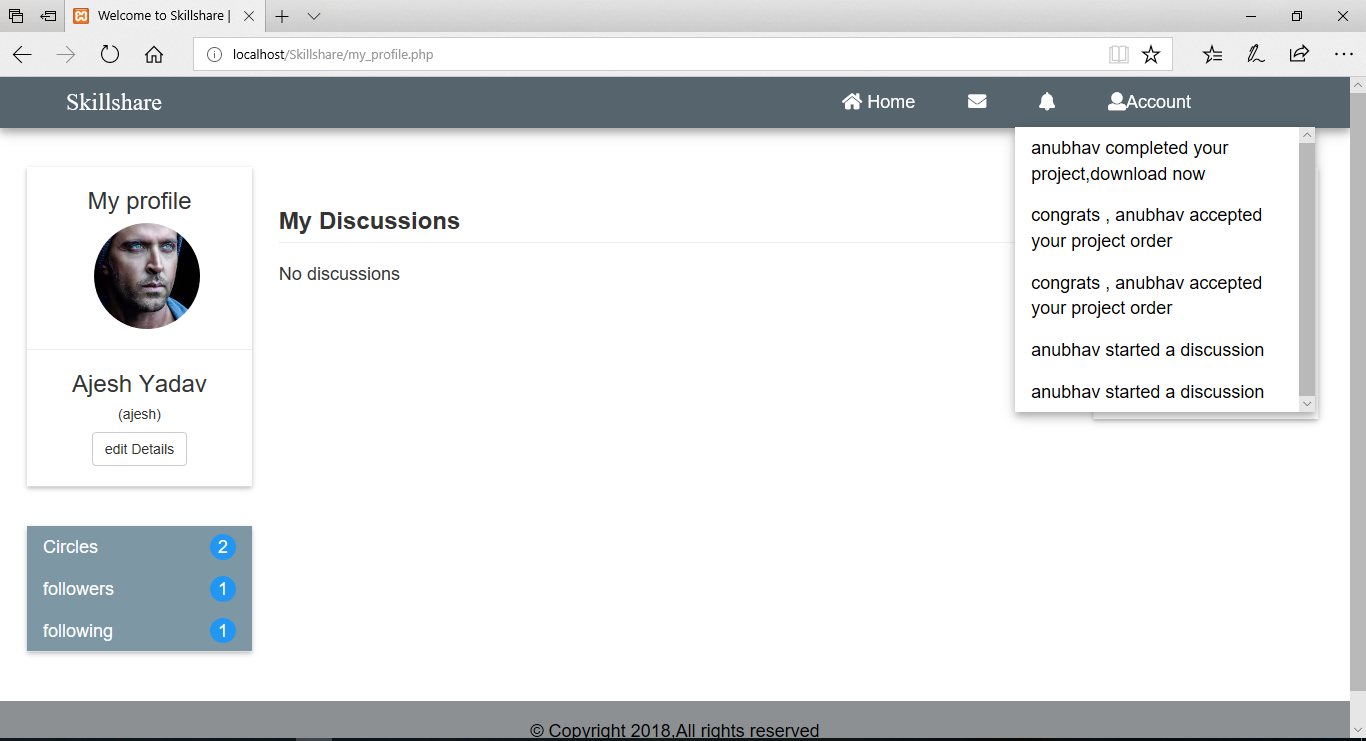 Welcome to Skillshare |
localhost/Skillshare/my_profile.php
Skillshare
Home
Account
anubhav completed your
project,download now
congrats , anubhav accepted
your project order
congrats , anubhav accepted
your project order
anubhav started a discussion
anubhav started a discussion
My profile
Ajesh Yadav
(ajesh)
edit Details
My Discussions
No discussions
Circles 2
followers 1
following 1
© Copyright 2018,All rights reserved